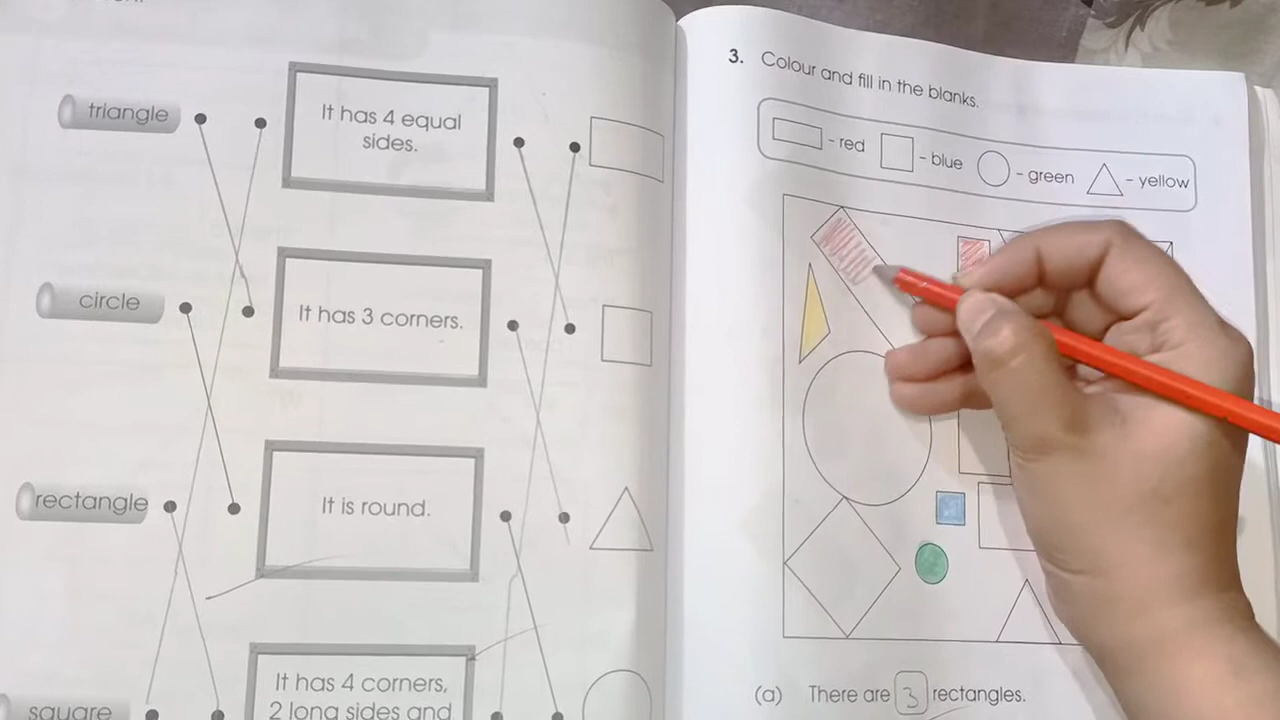 triangle
It has 4 equal
sides.
circle
It has 3 corners.
rectangle
It is round.
square
It has 4 corners,
2 long sides and
3. Colour and fill in the blanks.
- red - blue - green - yellow
(a) There are 3 rectangles.